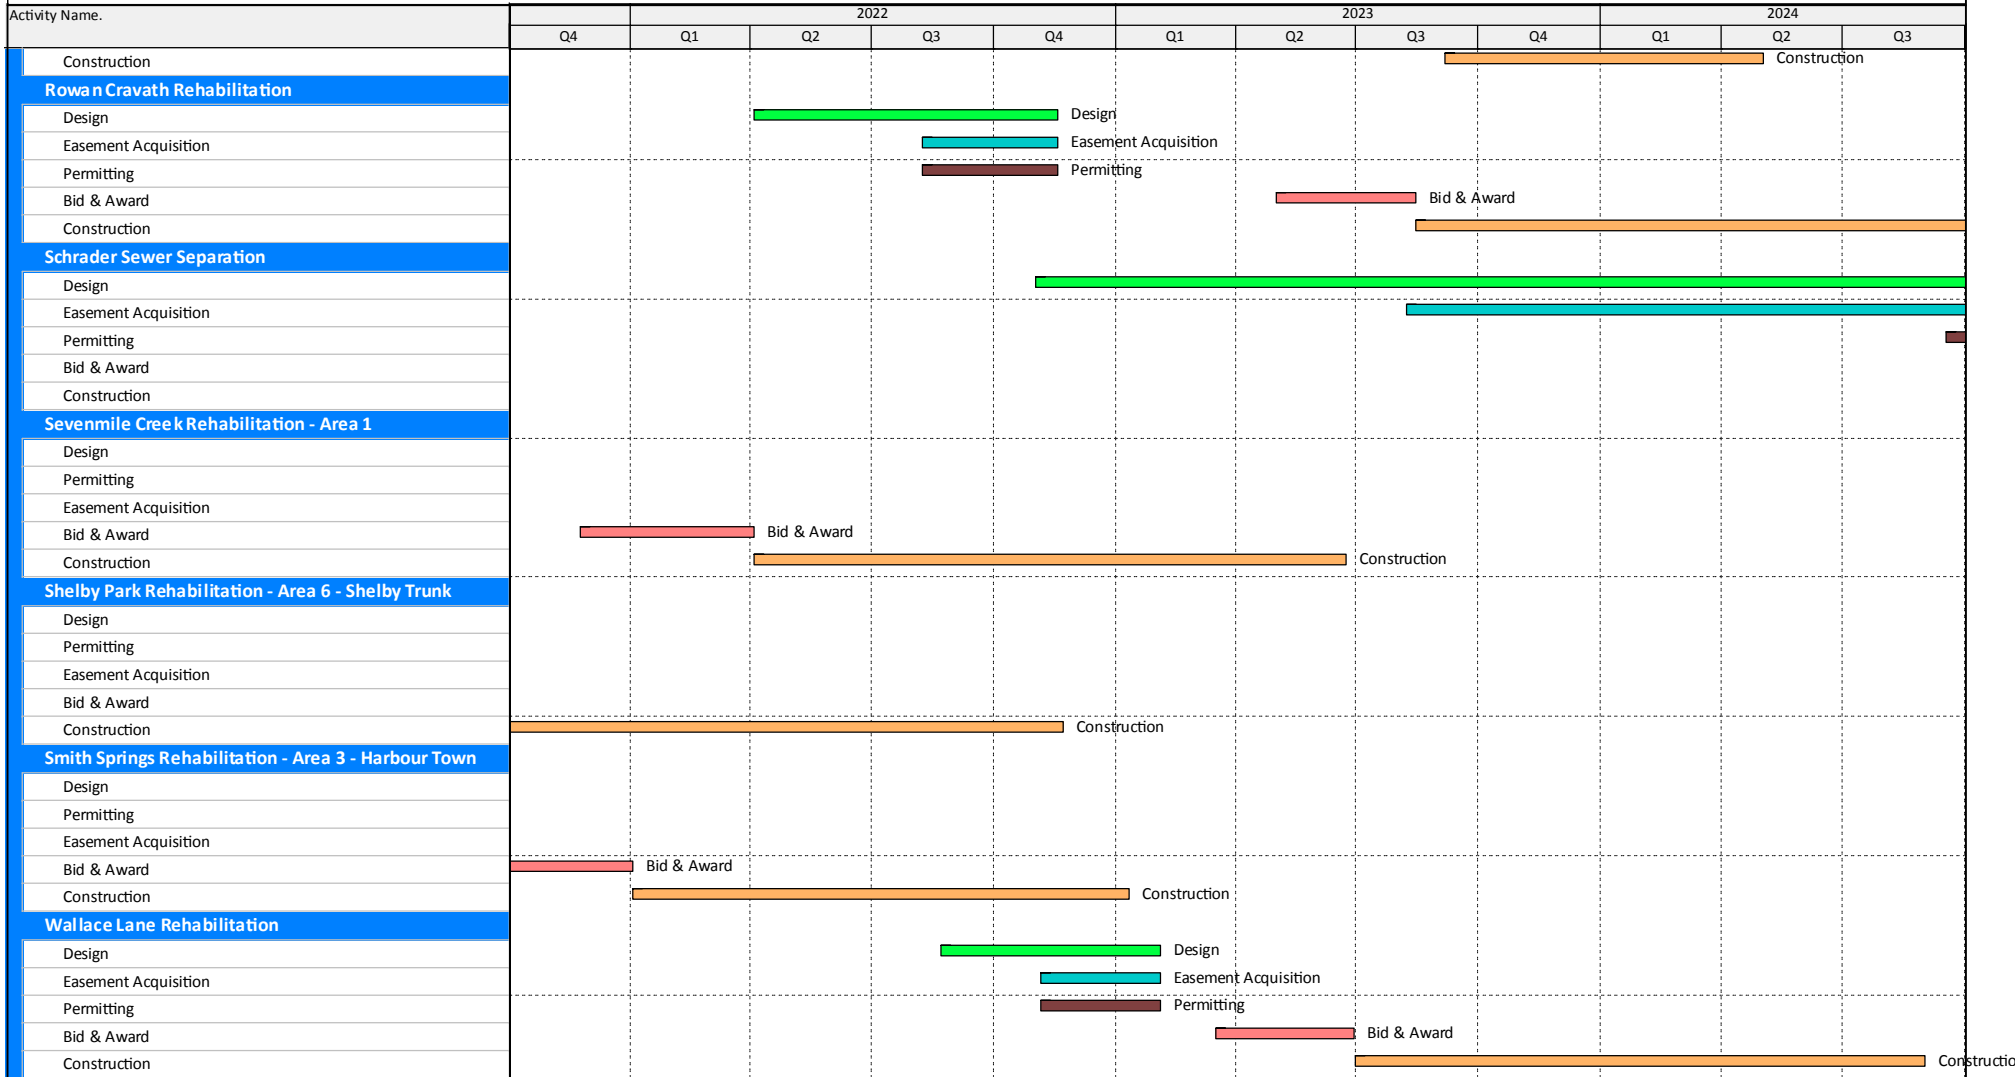 Activity Name.
2022 2023 2024
Q4 Q1 Q2 Q3 Q4 Q1 Q2 Q3 Q4 Q1 Q2 Q3
Construction Construction
Rowan Cravath Rehabilitation
Design Design
Easement Acquisition Easement Acquisition
Permitting Permitting
Bid & Award Bid & Award
Construction
Schrader Sewer Separation
Design
Easement Acquisition
Permitting
Bid & Award
Construction
Sevenmile Creek Rehabilitation - Area 1
Design
Permitting
Easement Acquisition
Bid & Award Bid & Award
Construction Construction
Shelby Park Rehabilitation - Area 6 - Shelby Trunk
Design
Permitting
Easement Acquisition
Bid & Award
Construction Construction
Smith Springs Rehabilitation - Area 3 - Harbour Town
Design
Permitting
Easement Acquisition
Bid & Award Bid & Award
Construction Construction
Wallace Lane Rehabilitation
Design Design
Easement Acquisition Easement Acquisition
Permitting Permitting
Bid & Award Bid & Award
Construction Constructio